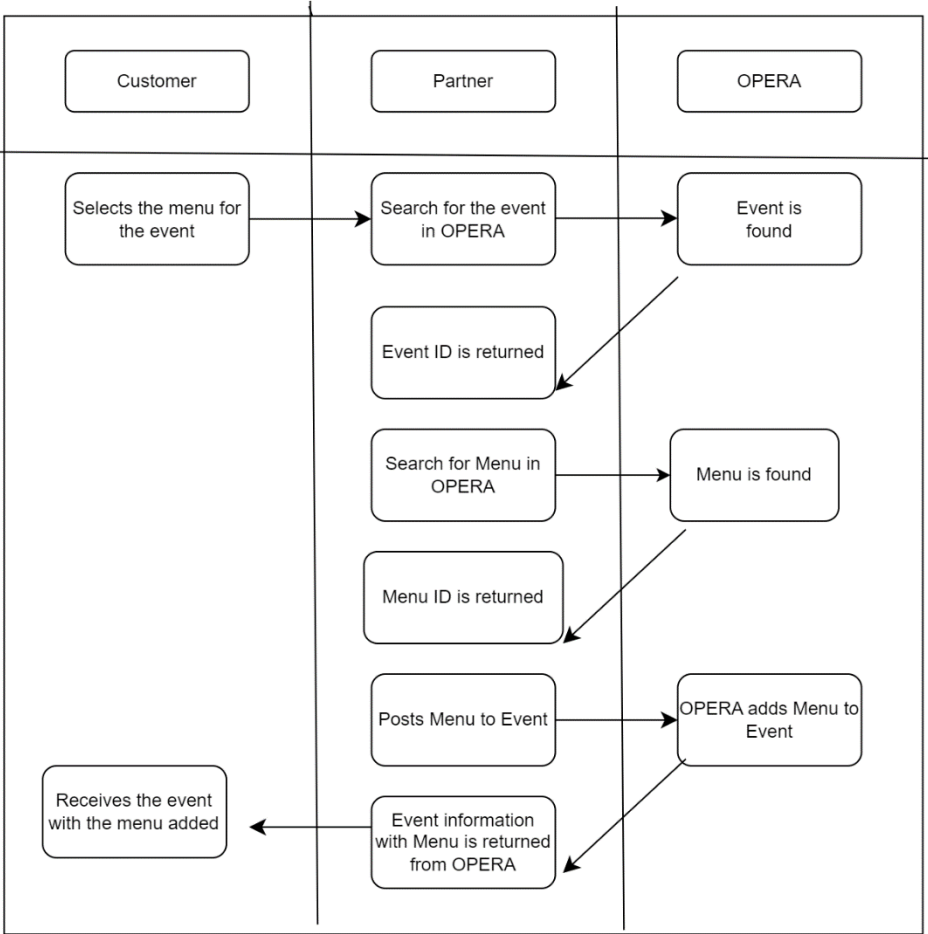 Customer
Partner
OPERA
Selects the menu for
the event
Search for the event
in OPERA
Event is
found
Event ID is returned
Search for Menu in
OPERA
Menu is found
Menu ID is returned
Posts Menu to Event
OPERA adds Menu to
Event
Receives the event
with the menu added
Event information
with Menu is returned
from OPERA